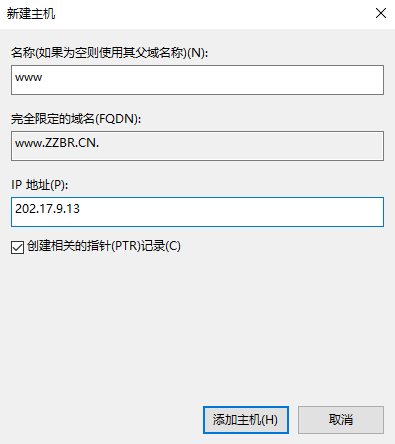 新建主机
名称(如果为空则使用其父域名称)(N):
www
完全限定的域名(FQDN):
www.ZZBR.CN.
IP 地址(P):
202.17.9.13
创建相关的指针(PTR)记录(C)
添加主机(H) 取消